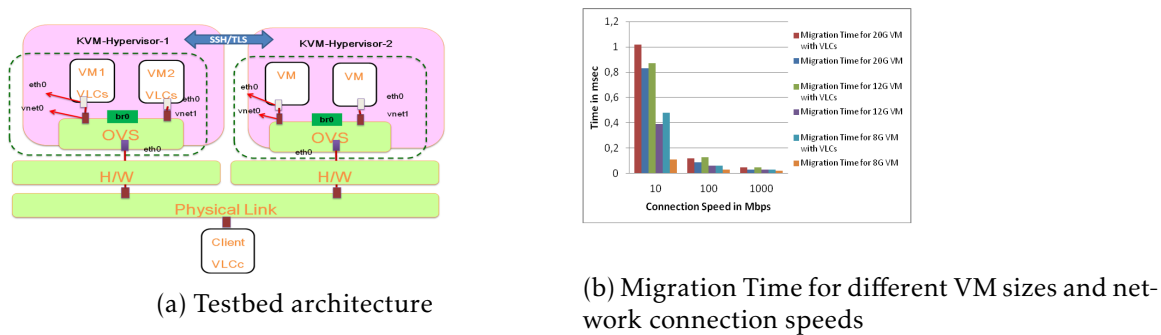 KVM-Hypervisor-1
SSH/TLS
KVM-Hypervisor-2
VM1
VLCs
VM2
VLCs
eth0
eth0
vnet0
vnet1
br0
OVS
eth0
VM
VM
eth0
eth0
vnet0
vnet1
br0
OVS
H/W
H/W
Physical Link
Client
VLCc
(a) Testbed architecture
1,2
1
0,8
0,6
0,4
0,2
0
Time in msec
10
100
1000
Connection Speed in Mbps
Migration Time for 20G VM
with VLCs
Migration Time for 20G VM
Migration Time for 12G VM
with VLCs
Migration Time for 12G VM
Migration Time for 8G VM
with VLCs
Migration Time for 8G VM
(b) Migration Time for different VM sizes and net-
work connection speeds